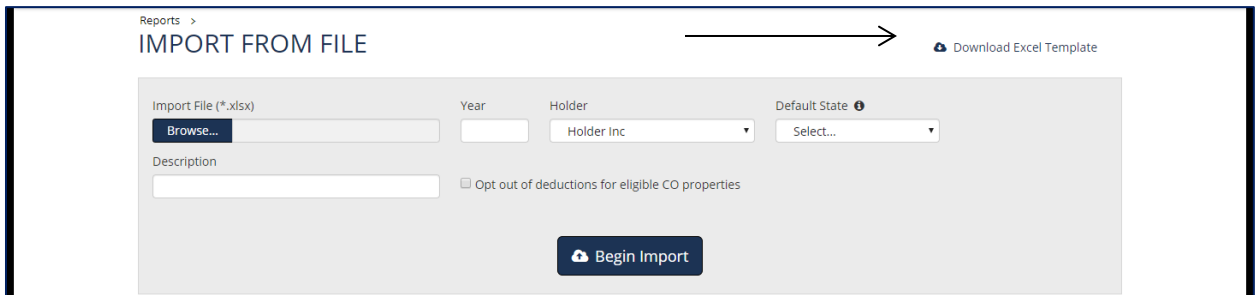 Reports >
IMPORT FROM FILE
Download Excel Template
Import File (*.xlsx)
Year
Holder
Default State
Browse...
Holder Inc
Select...
Description
Opt out of deductions for eligible CO properties
Begin Import